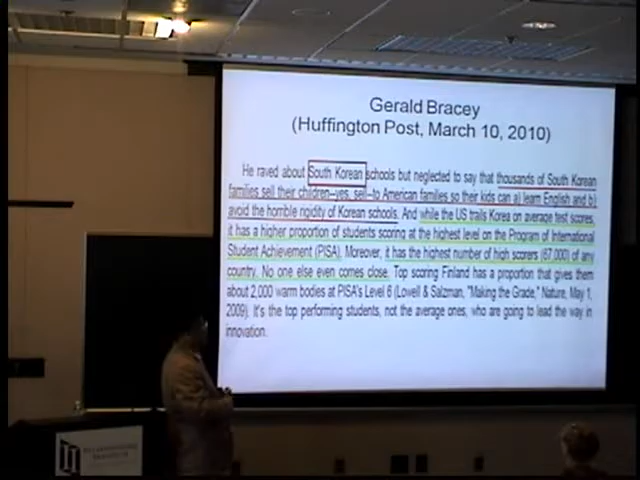 Gerald Bracey
(Huffington Post, March 10, 2010)
He raved about South Korean schools but neglected to say that thousands of South Korean
families sell their children--yes, sell--to American families so their kids can a) learn English and b)
avoid the horrible rigidity of Korean schools. And while the US trails Korea on average test scores,
it has a higher proportion of students scoring at the highest level on the Program of International
Student Achievement (PISA). Moreover, it has the highest number of high scorers (67,000) of any
country. No one else even comes close. Top scoring Finland has a proportion that gives them
about 2,000 warm bodies at PISA's Level 6 (Lowell & Salzman, "Making the Grade," Nature, May 1,
2009). It's the top performing students, not the average ones, who are going to lead the way in
innovation.